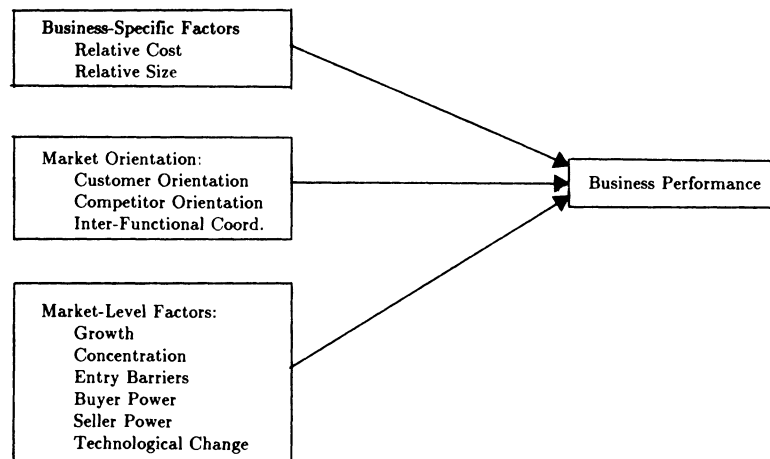 Business-Specific Factors
Relative Cost
Relative Size
Market Orientation:
Customer Orientation
Competitor Orientation
Inter-Functional Coord.
Business Performance
Market-Level Factors:
Growth
Concentration
Entry Barriers
Buyer Power
Seller Power
Technological Change